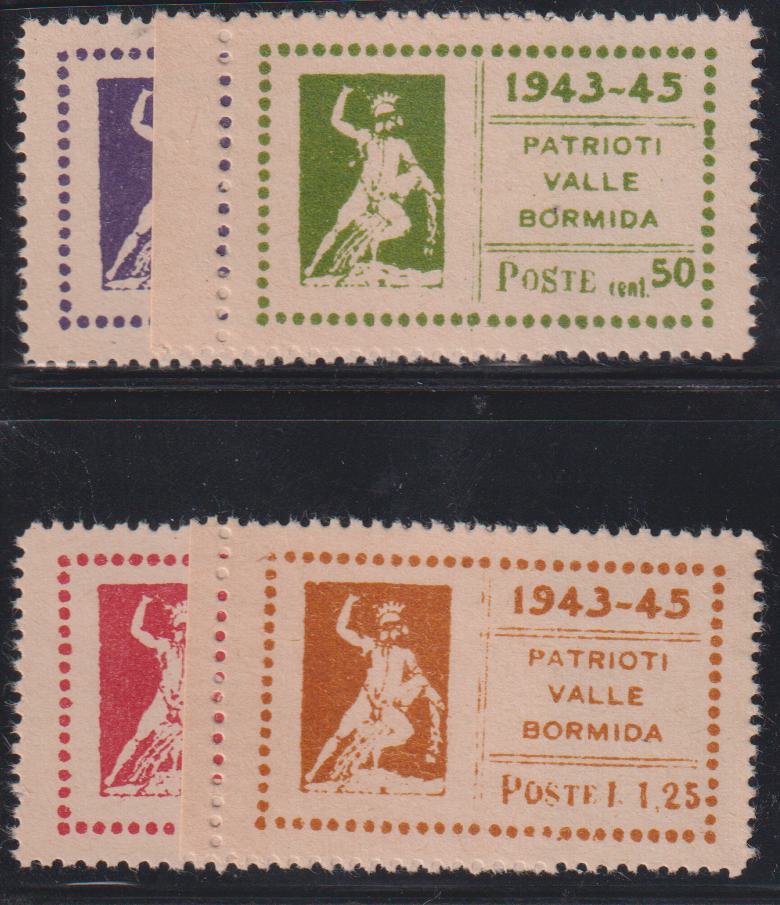 1943-45
PATRIOTI
VALLE
BORMIDA
POSTE cent. 50
1943-45
PATRIOTI
VALLE
BORMIDA
POSTE L. 1,25